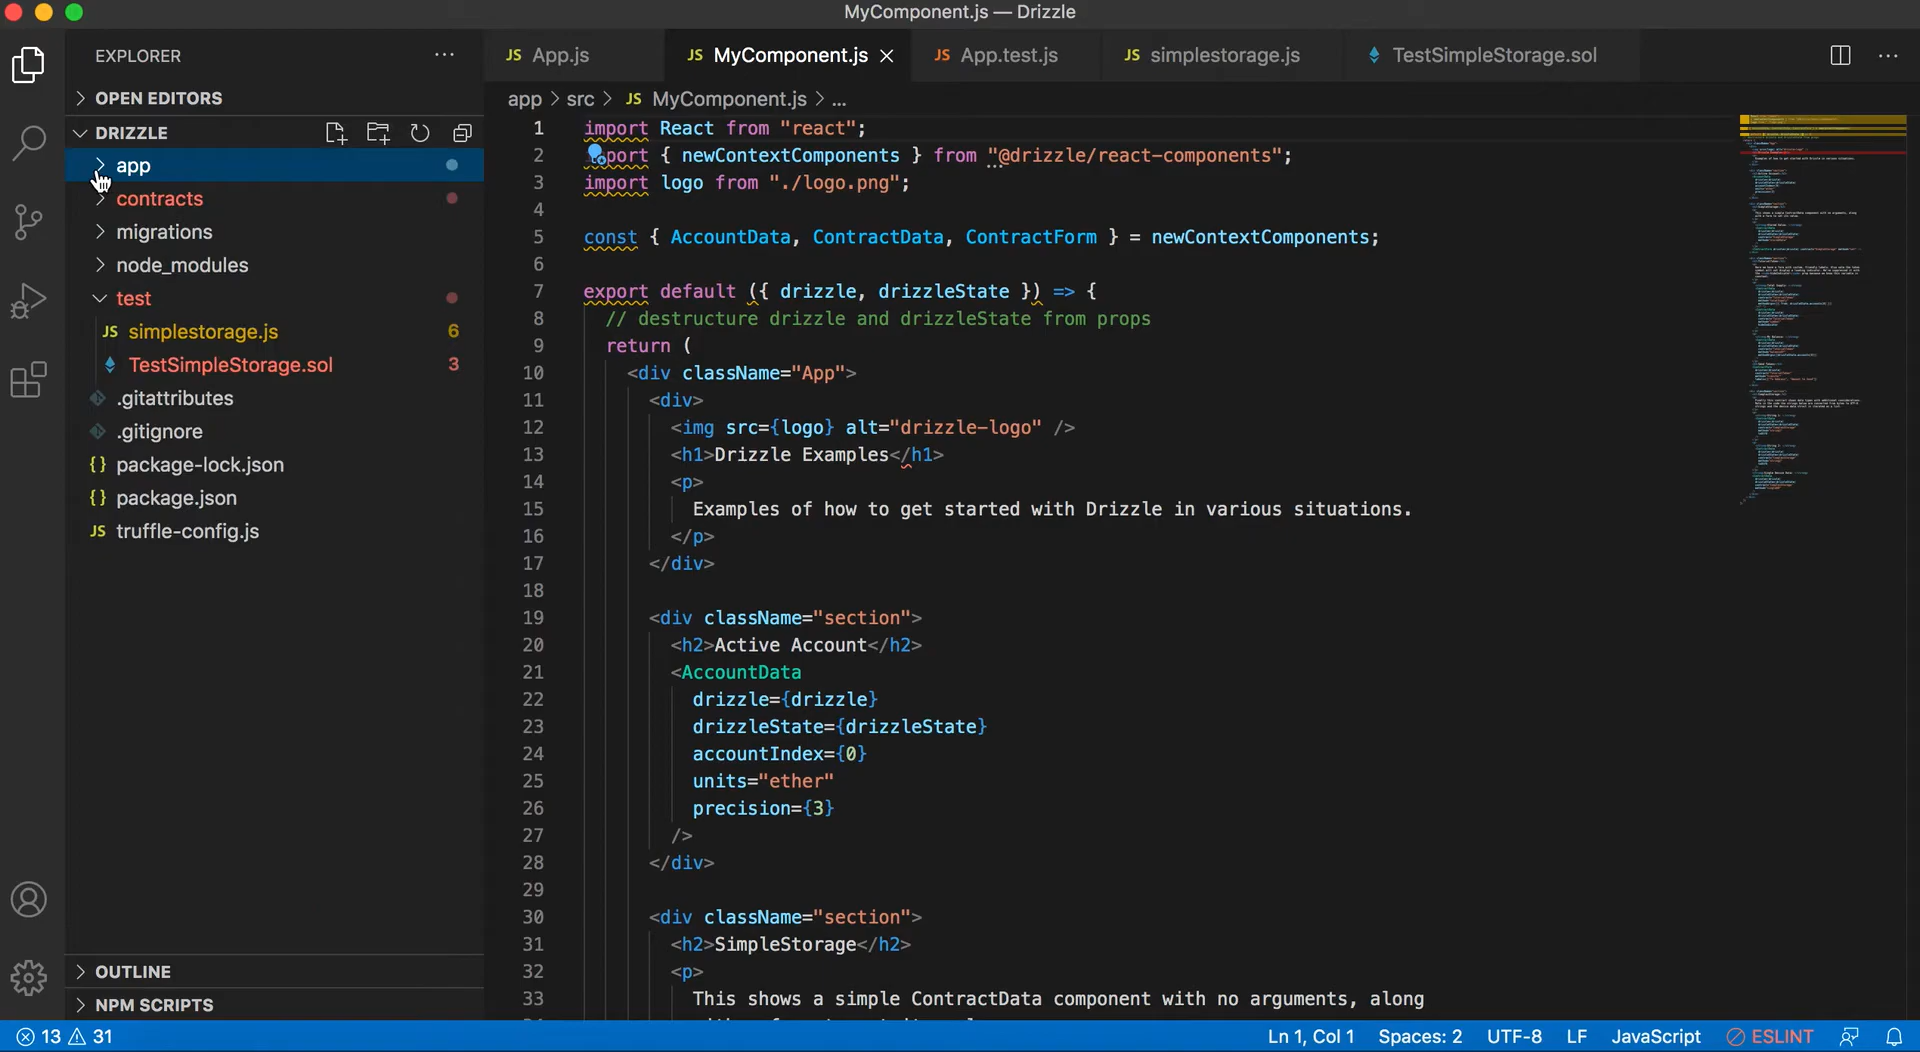 MyComponent.js — Drizzle
EXPLORER
OPEN EDITORS
DRIZZLE
app
contracts
migrations
node_modules
test
JS simplestorage.js 6
TestSimpleStorage.sol 3
.gitattributes
.gitignore
{} package-lock.json
{} package.json
JS truffle-config.js
OUTLINE
NPM SCRIPTS
JS App.js
JS MyComponent.js
JS App.test.js
JS simplestorage.js
TestSimpleStorage.sol
app > src > JS MyComponent.js > ...
1 import React from "react";
2 import { newContextComponents } from "@drizzle/react-components";
3 import logo from "./logo.png";
4
5 const { AccountData, ContractData, ContractForm } = newContextComponents;
6
7 export default ({ drizzle, drizzleState }) => {
8 // destructure drizzle and drizzleState from props
9 return (
10 <div className="App">
11 <div>
12 <img src={logo} alt="drizzle-logo" />
13 <h1>Drizzle Examples</h1>
14 <p>
15 Examples of how to get started with Drizzle in various situations.
16 </p>
17 </div>
18
19 <div className="section">
20 <h2>Active Account</h2>
21 <AccountData
22 drizzle={drizzle}
23 drizzleState={drizzleState}
24 accountIndex={0}
25 units="ether"
26 precision={3}
27 />
28 </div>
29
30 <div className="section">
31 <h2>SimpleStorage</h2>
32 <p>
33 This shows a simple ContractData component with no arguments, along
13 31
Ln 1, Col 1 Spaces: 2 UTF-8 LF JavaScript ESLINT